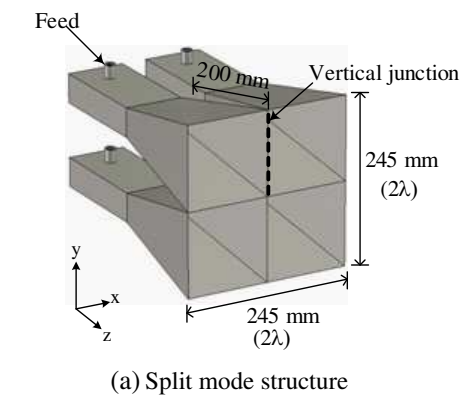 Feed
200 mm
Vertical junction
245 mm
(2λ)
y
x
z
245 mm
(2λ)
(a) Split mode structure